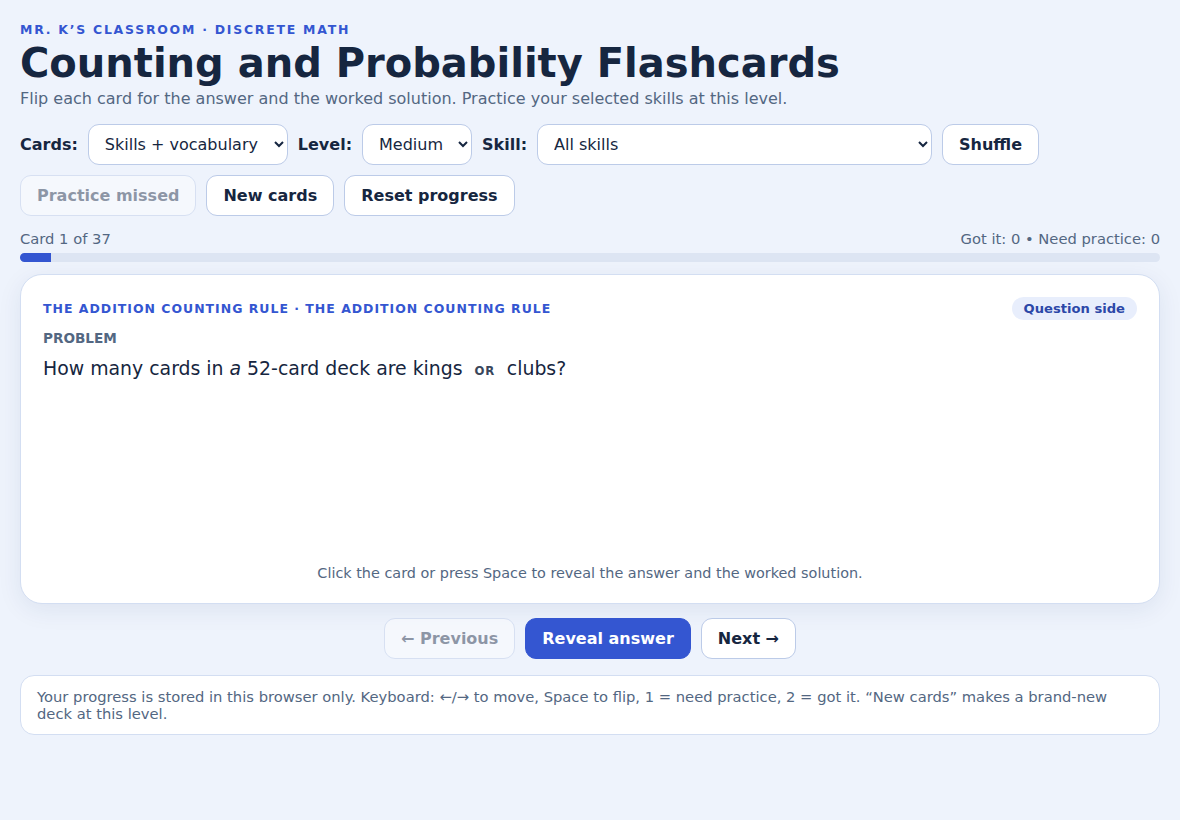 MR. K’S CLASSROOM · DISCRETE MATH
Counting and Probability Flashcards
Flip each card for the answer and the worked solution. Practice your selected skills at this level.
Cards: Skills + vocabulary Level: Medium Skill: All skills Shuffle
Practice missed New cards Reset progress
Card 1 of 37 Got it: 0 • Need practice: 0
THE ADDITION COUNTING RULE · THE ADDITION COUNTING RULE Question side
PROBLEM
How many cards in a 52-card deck are kings OR clubs?
Click the card or press Space to reveal the answer and the worked solution.
← Previous Reveal answer Next →
Your progress is stored in this browser only. Keyboard: ←/→ to move, Space to flip, 1 = need practice, 2 = got it. “New cards” makes a brand-new
deck at this level.